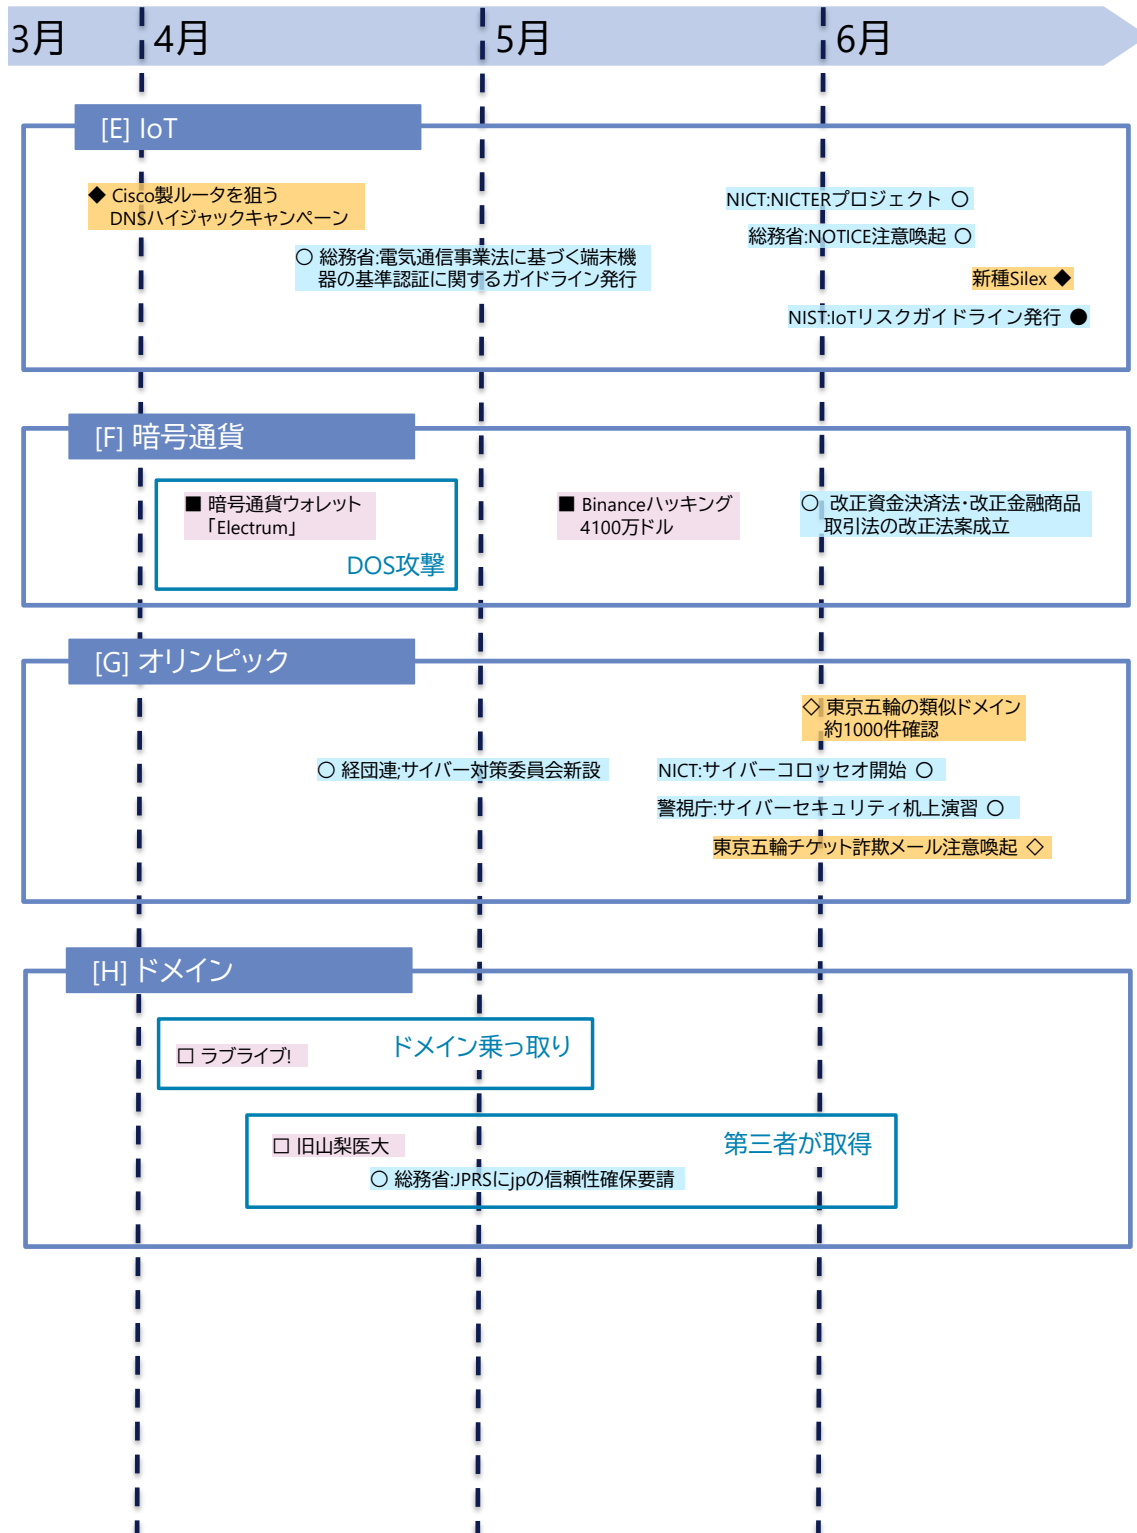 3月 4月 5月 6月
[E] IoT
◆ Cisco製ルータを狙う
DNSハイジャックキャンペーン
NICT:NICTERプロジェクト ○
総務省:NOTICE注意喚起 ○
○ 総務省:電気通信事業法に基づく端末機
器の基準認証に関するガイドライン発行
新種Silex ◆
NIST:IoTリスクガイドライン発行 ●
[F] 暗号通貨
■ 暗号通貨ウォレット
「Electrum」
DOS攻撃
■ Binanceハッキング
4100万ドル
○ 改正資金決済法・改正金融商品
取引法の改正法案成立
[G] オリンピック
◇ 東京五輪の類似ドメイン
約1000件確認
○ 経団連;サイバー対策委員会新設
NICT:サイバーコロッセオ開始 ○
警視庁:サイバーセキュリティ机上演習 ○
東京五輪チケット詐欺メール注意喚起 ◇
[H] ドメイン
□ ラブライブ!
ドメイン乗っ取り
□ 旧山梨医大
第三者が取得
○ 総務省:JPRSにjpの信頼性確保要請